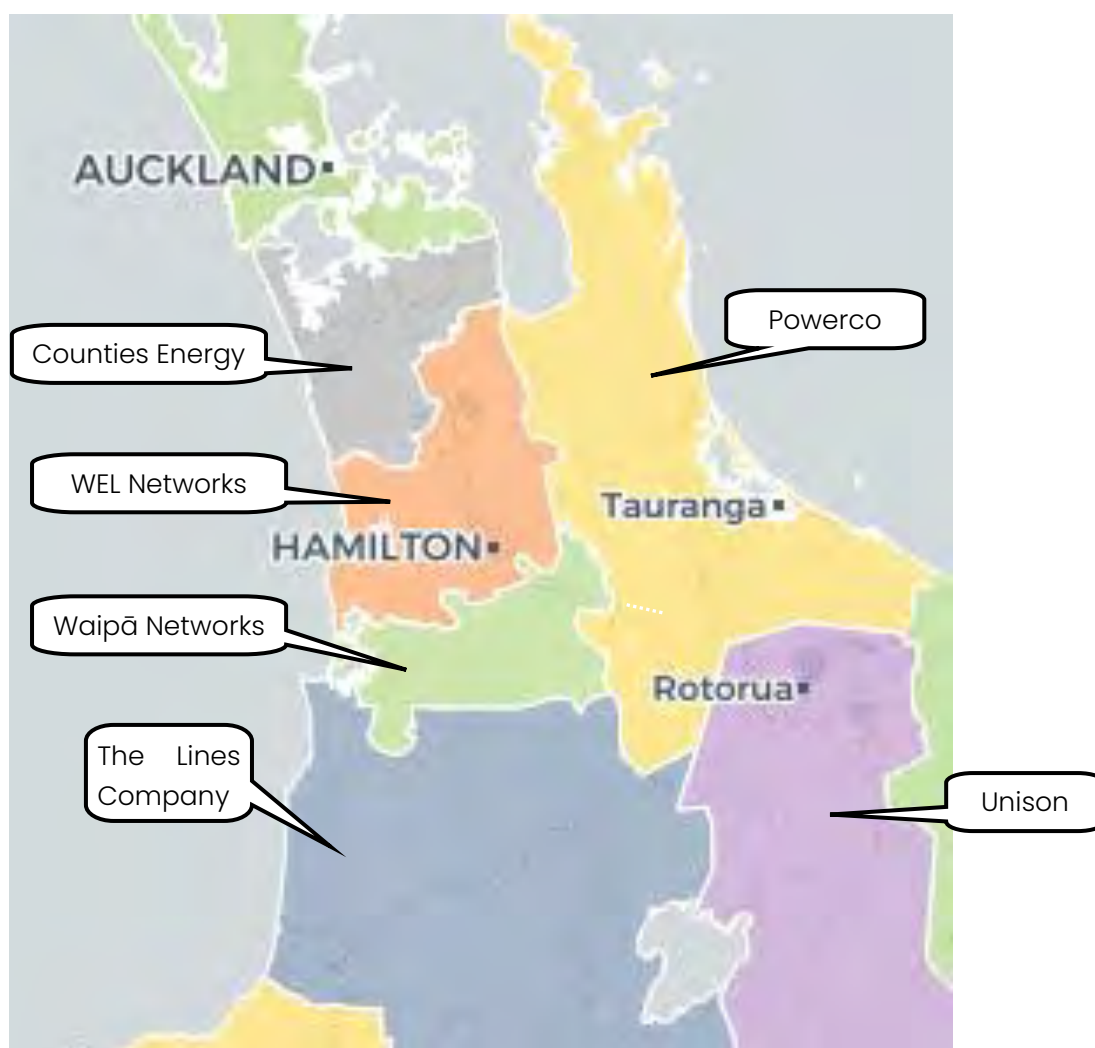 AUCKLAND
Powerco
Counties Energy
WEL Networks
Tauranga
HAMILTON
Waipā Networks
Rotorua
The Lines
Company
Unison